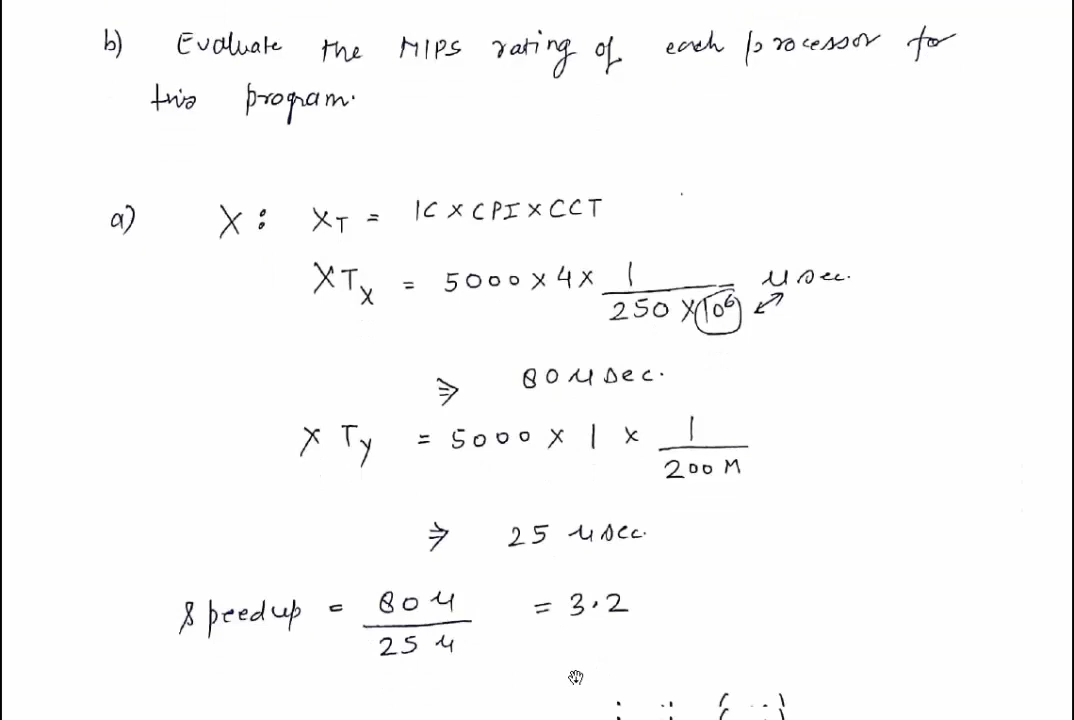 b) Evaluate the MIPS rating of each processor for
this program.
a) X: XT = IC X CPI X CCT
XTx = 5000 X 4 X 1/250 X 10⁶ μsec.
⇒ 80 μsec.
X Ty = 5000 X 1 X 1/200 M
⇒ 25 μsec.
Speedup = 80 μ/25 μ = 3.2